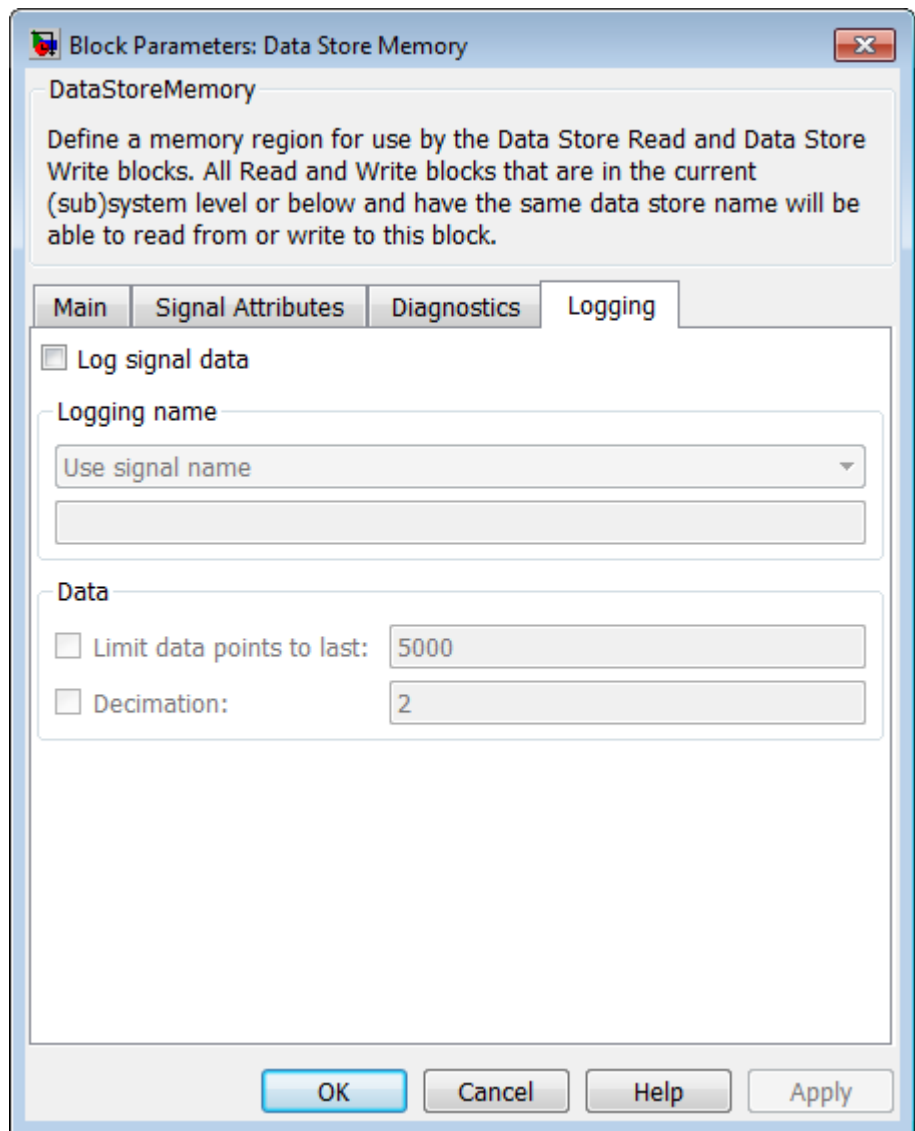 Block Parameters: Data Store Memory
DataStoreMemory
Define a memory region for use by the Data Store Read and Data Store
Write blocks. All Read and Write blocks that are in the current
(sub)system level or below and have the same data store name will be
able to read from or write to this block.
Main Signal Attributes Diagnostics Logging
Log signal data
Logging name
Use signal name
Data
Limit data points to last: 5000
Decimation: 2
OK Cancel Help Apply